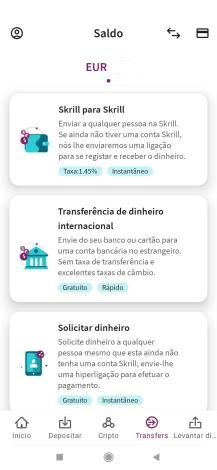 Saldo
EUR
Skrill para Skrill
Enviar a qualquer pessoa na Skrill.
Se ainda não tiver uma conta Skrill,
nós lhe enviaremos uma ligação
para se registar e receber o dinheiro.
Taxa:1.45% Instantâneo
Transferência de dinheiro
internacional
Envie do seu banco ou cartão para
uma conta bancária no estrangeiro.
Sem taxa de transferência e
excelentes taxas de câmbio.
Gratuito Rápido
Solicitar dinheiro
Solicite dinheiro a qualquer
pessoa mesmo que esta ainda não
tenha uma conta Skrill, envie-lhe
uma hiperligação para efetuar o
pagamento.
Gratuito Instantâneo
Início Depositar Cripto Transfers Levantar di...